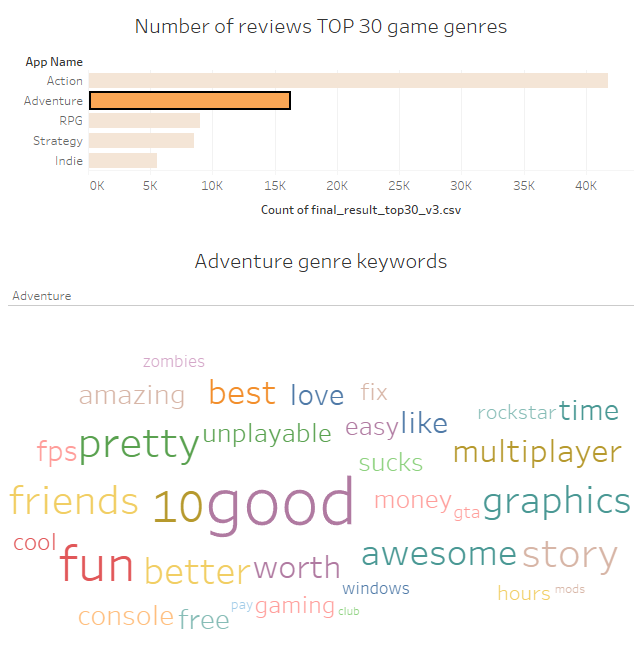 Number of reviews TOP 30 game genres
App Name
Action
Adventure
RPG
Strategy
Indie
0K 5K 10K 15K 20K 25K 30K 35K 40K
Count of final_result_top30_v3.csv
Adventure genre keywords
Adventure
zombies
amazing best love fix
rockstar time
fps pretty unplayable easy like
sucks multiplayer
friends 10 good money gta graphics
cool fun better worth awesome story
windows hours mods
console free pay gaming club